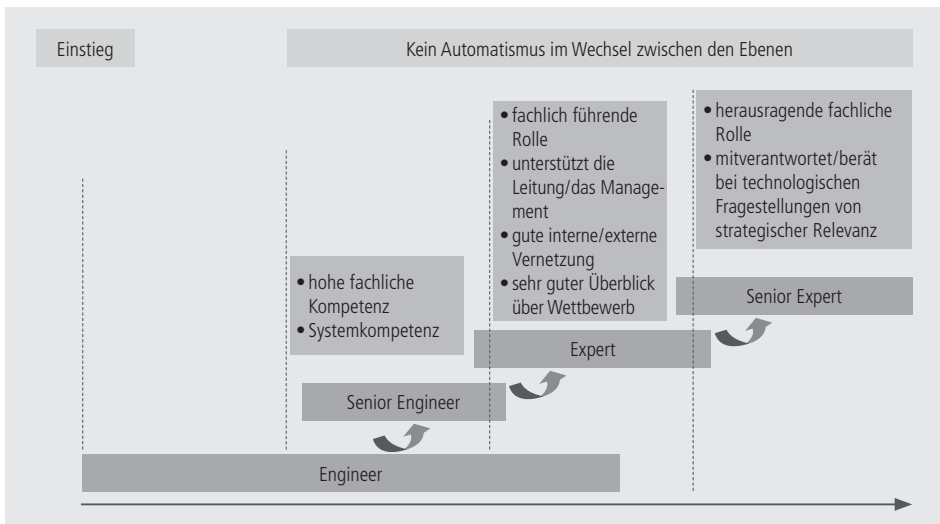 Einstieg
Kein Automatismus im Wechsel zwischen den Ebenen
• hohe fachliche
Kompetenz
• Systemkompetenz
• fachlich führende
Rolle
• unterstützt die
Leitung/das Manage-
ment
• gute interne/externe
Vernetzung
• sehr guter Überblick
über Wettbewerb
• herausragende fachliche
Rolle
• mitverantwortet/berät
bei technologischen
Fragestellungen von
strategischer Relevanz
Senior Expert
Expert
Senior Engineer
Engineer